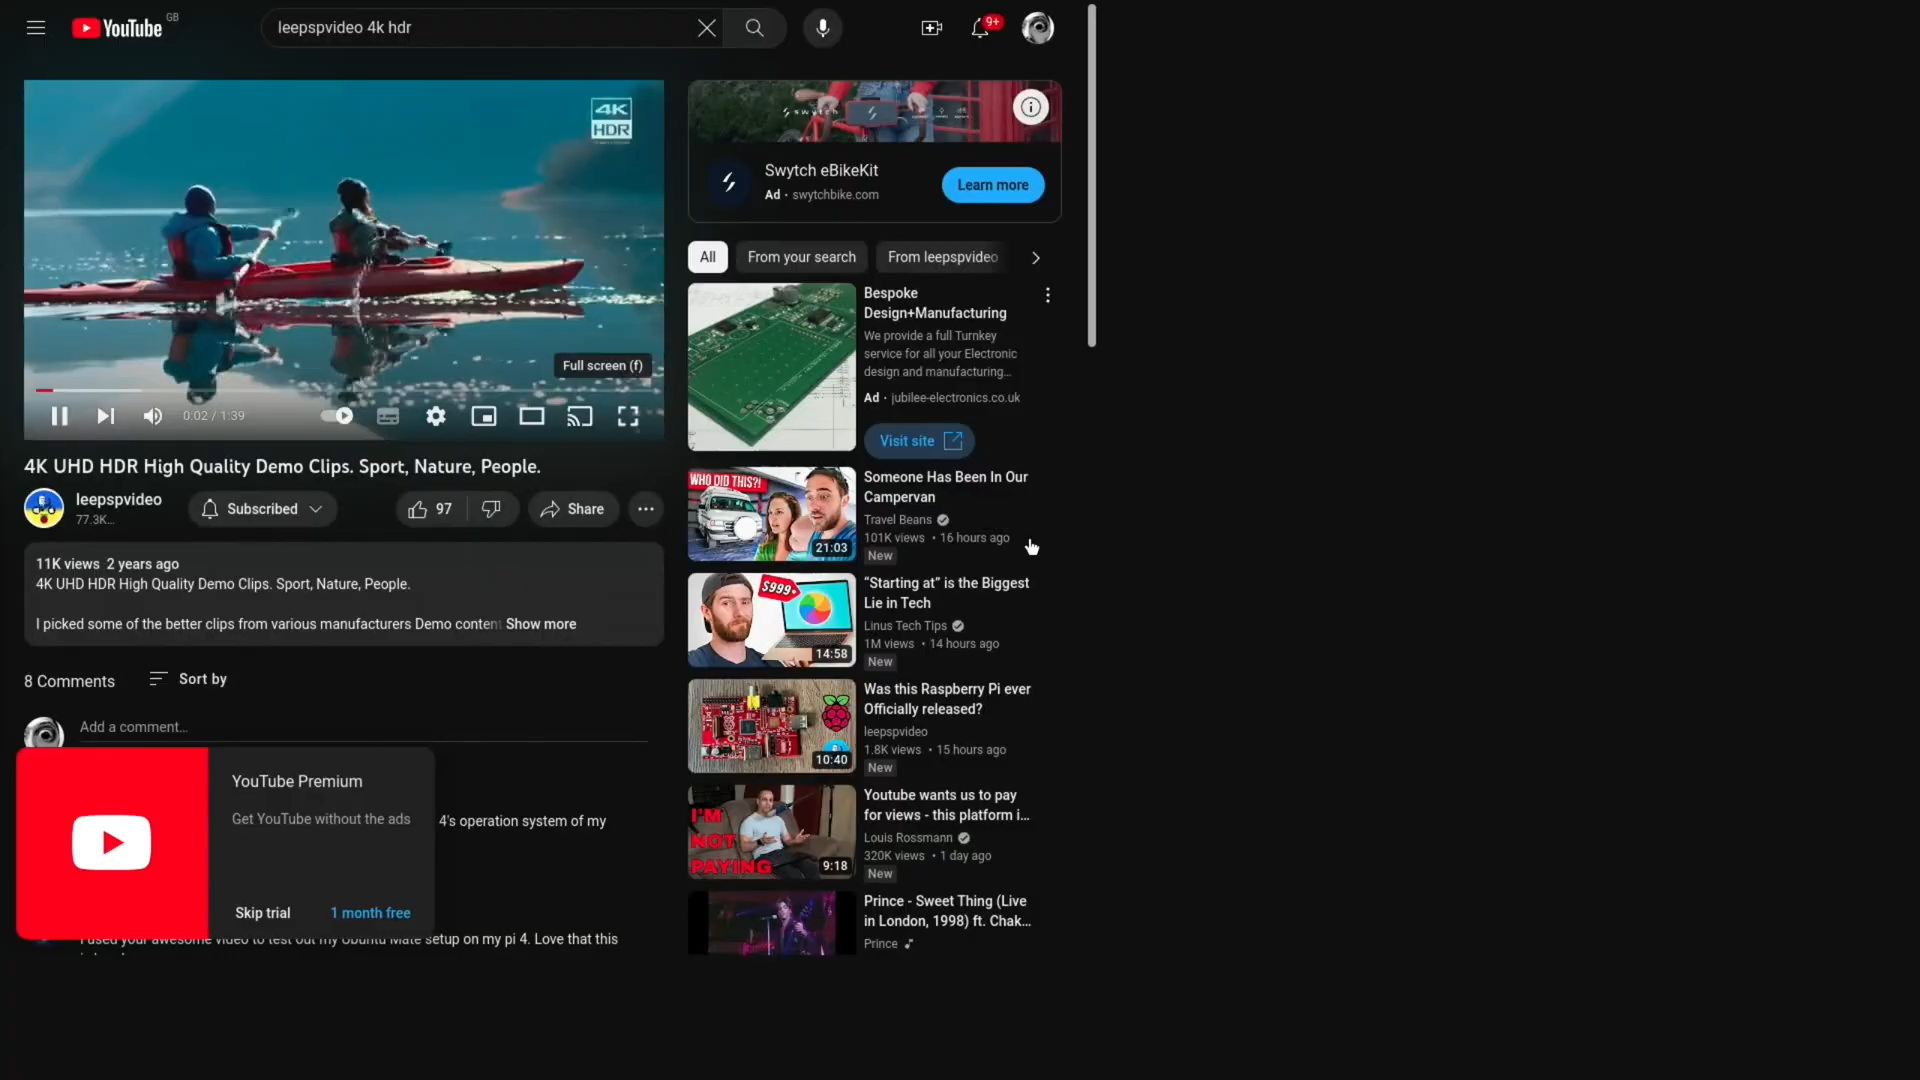 YouTube GB
leepspvideo 4k hdr
9+
4K
HDR
Full screen (f)
0:02 / 1:39
4K UHD HDR High Quality Demo Clips. Sport, Nature, People.
leepspvideo
77.3K...
Subscribed
97
Share
11K views 2 years ago
4K UHD HDR High Quality Demo Clips. Sport, Nature, People.
I picked some of the better clips from various manufacturers Demo content Show more
8 Comments
Sort by
Add a comment...
YouTube Premium
Get YouTube without the ads
Skip trial
1 month free
4's operation system of my
I used your awesome video to test out my Ubuntu Mate setup on my pi 4. Love that this
swytch
Swytch eBikeKit
Ad · swytchbike.com
Learn more
All
From your search
From leepspvideo
Bespoke
Design+Manufacturing
We provide a full Turnkey
service for all your Electronic
design and manufacturing...
Ad · jubilee-electronics.co.uk
Visit site
WHO DID THIS?!
21:03
Someone Has Been In Our
Campervan
Travel Beans
101K views • 16 hours ago
New
$999
14:58
“Starting at” is the Biggest
Lie in Tech
Linus Tech Tips
1M views • 14 hours ago
New
10:40
Was this Raspberry Pi ever
Officially released?
leepspvideo
1.8K views • 15 hours ago
New
I'M
NOT
PAYING
9:18
Youtube wants us to pay
for views - this platform i...
Louis Rossmann
320K views • 1 day ago
New
Prince - Sweet Thing (Live
in London, 1998) ft. Chak...
Prince